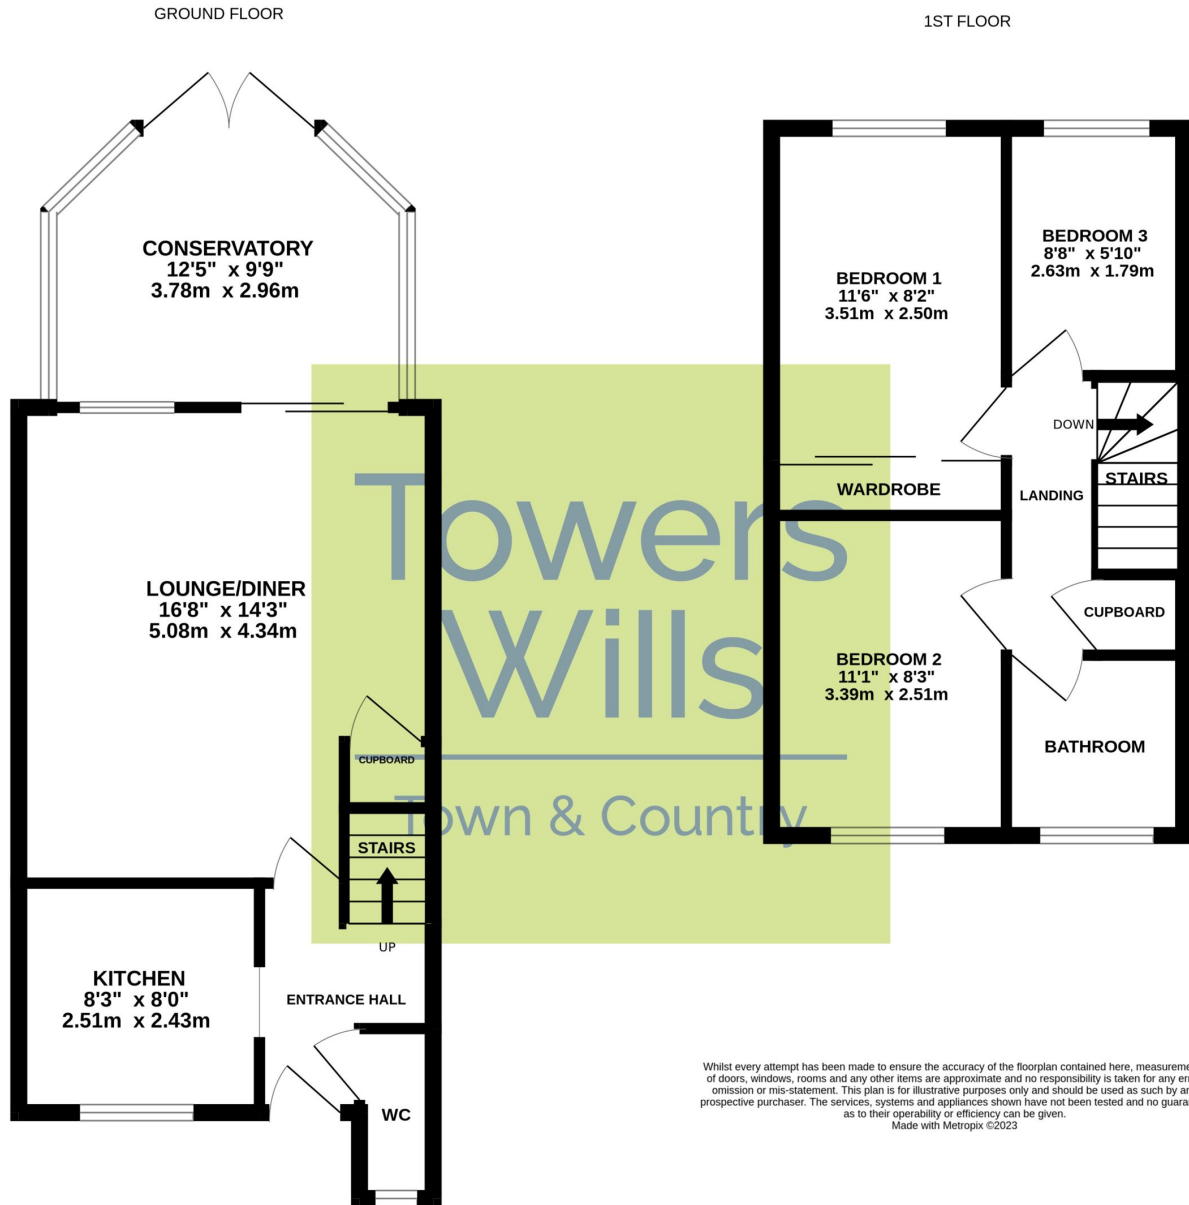 GROUND FLOOR
CONSERVATORY
12'5" x 9'9"
3.78m x 2.96m
LOUNGE/DINER
16'8" x 14'3"
5.08m x 4.34m
CUPBOARD
STAIRS
UP
KITCHEN
8'3" x 8'0"
2.51m x 2.43m
ENTRANCE HALL
WC
1ST FLOOR
BEDROOM 1
11'6" x 8'2"
3.51m x 2.50m
BEDROOM 3
8'8" x 5'10"
2.63m x 1.79m
DOWN
WARDROBE
LANDING
STAIRS
CUPBOARD
BEDROOM 2
11'1" x 8'3"
3.39m x 2.51m
BATHROOM
Towers
Wills
Town & Country
Whilst every attempt has been made to ensure the accuracy of the floorplan contained here, measureme
of doors, windows, rooms and any other items are approximate and no responsibility is taken for any err
omission or mis-statement. This plan is for illustrative purposes only and should be used as such by an
prospective purchaser. The services, systems and appliances shown have not been tested and no guara
as to their operability or efficiency can be given.
Made with Metropix ©2023